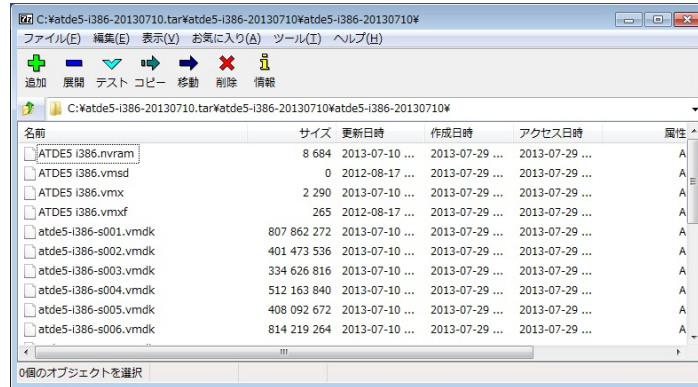 C:¥atde5-i386-20130710.tar¥atde5-i386-20130710¥atde5-i386-20130710¥
ファイル(F) 編集(E) 表示(V) お気に入り(A) ツール(T) ヘルプ(H)
追加 展開 テスト コピー 移動 削除 情報
C:¥atde5-i386-20130710.tar¥atde5-i386-20130710¥atde5-i386-20130710¥
名前 サイズ 更新日時 作成日時 アクセス日時 属性
ATDE5 i386.nvram 8 684 2013-07-10 ... 2013-07-29 ... 2013-07-29 ... A
ATDE5 i386.vmsd 0 2012-08-17 ... 2013-07-29 ... 2013-07-29 ... A
ATDE5 i386.vmx 2 290 2013-07-10 ... 2013-07-29 ... 2013-07-29 ... A
ATDE5 i386.vmxf 265 2012-08-17 ... 2013-07-29 ... 2013-07-29 ... A
atde5-i386-s001.vmdk 807 862 272 2013-07-10 ... 2013-07-29 ... 2013-07-29 ... A
atde5-i386-s002.vmdk 401 473 536 2013-07-10 ... 2013-07-29 ... 2013-07-29 ... A
atde5-i386-s003.vmdk 334 626 816 2013-07-10 ... 2013-07-29 ... 2013-07-29 ... A
atde5-i386-s004.vmdk 512 163 840 2013-07-10 ... 2013-07-29 ... 2013-07-29 ... A
atde5-i386-s005.vmdk 408 092 672 2013-07-10 ... 2013-07-29 ... 2013-07-29 ... A
atde5-i386-s006.vmdk 814 219 264 2013-07-10 ... 2013-07-29 ... 2013-07-29 ... A
0個のオブジェクトを選択